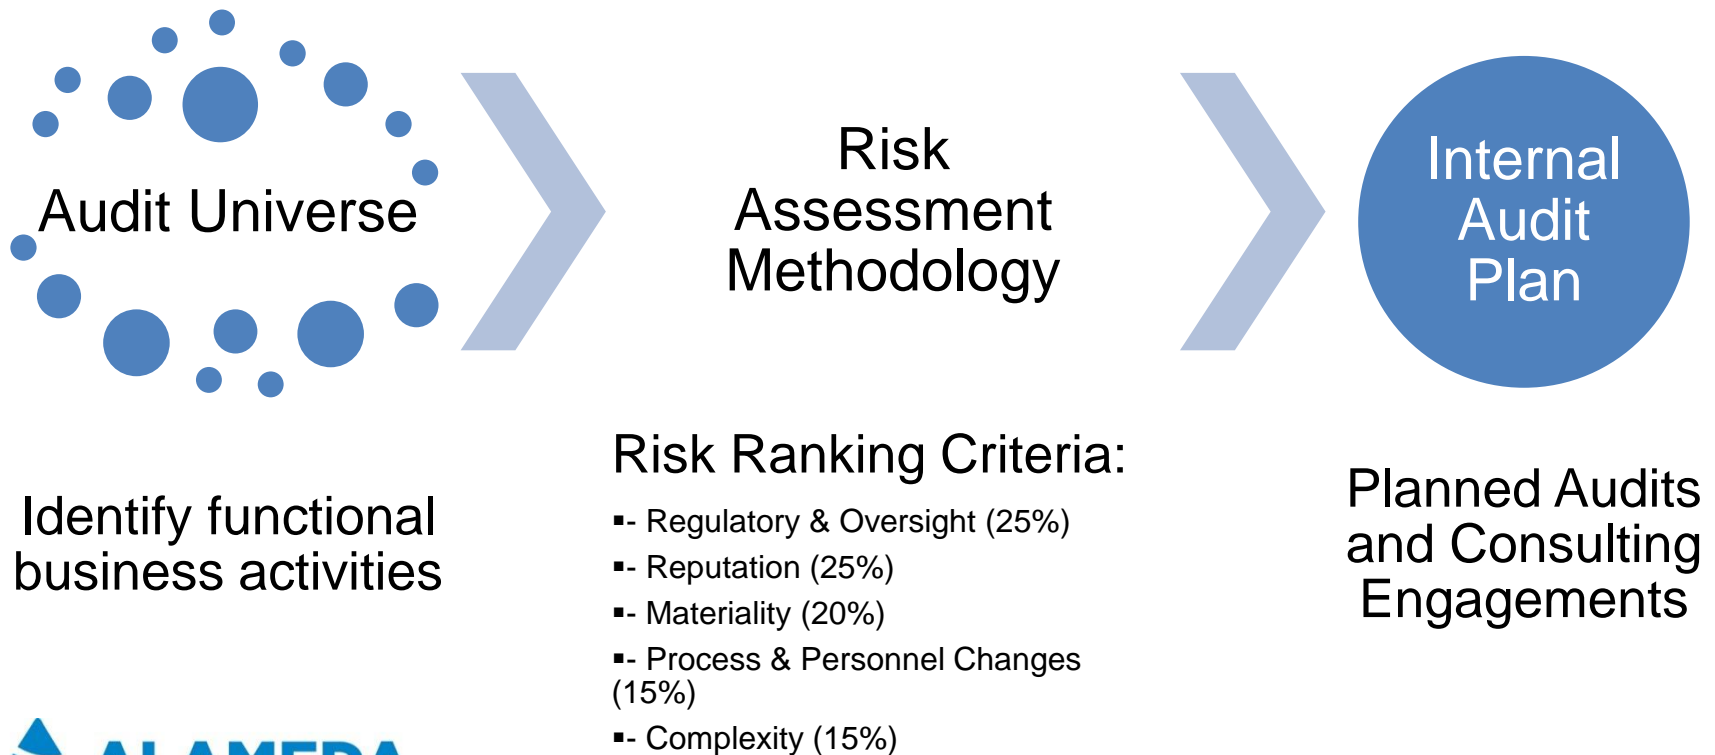 Audit Universe
Risk
Assessment
Methodology
Internal
Audit
Plan
Identify functional
business activities
Risk Ranking Criteria:
▪- Regulatory & Oversight (25%)
▪- Reputation (25%)
▪- Materiality (20%)
▪- Process & Personnel Changes
(15%)
▪- Complexity (15%)
Planned Audits
and Consulting
Engagements
ALAMEDA